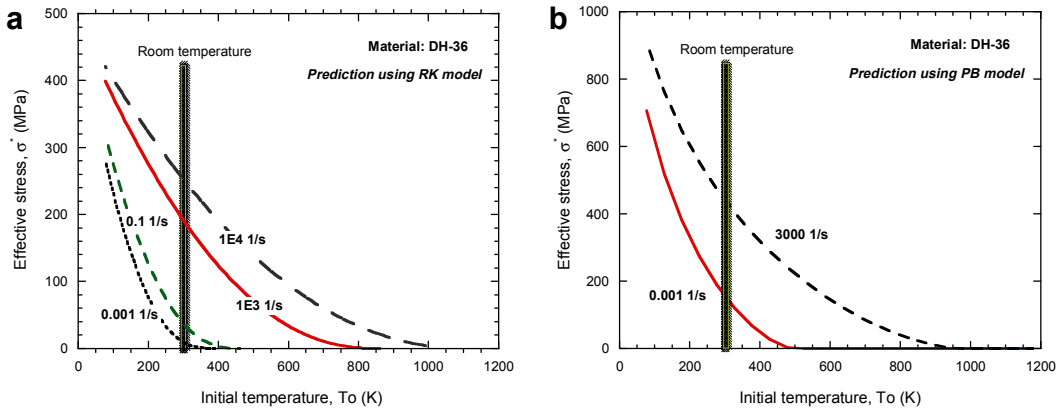 a
500
400
300
200
100
0
Effective stress, σ* (MPa)
Material: DH-36
Prediction using RK model
Room temperature
0.1 1/s
0.001 1/s
1E4 1/s
1E3 1/s
0 200 400 600 800 1000 1200
Initial temperature, To (K)
b
1000
800
600
400
200
0
Effective stress, σ* (MPa)
Material: DH-36
Prediction using PB model
Room temperature
3000 1/s
0.001 1/s
0 200 400 600 800 1000 1200
Initial temperature, To (K)